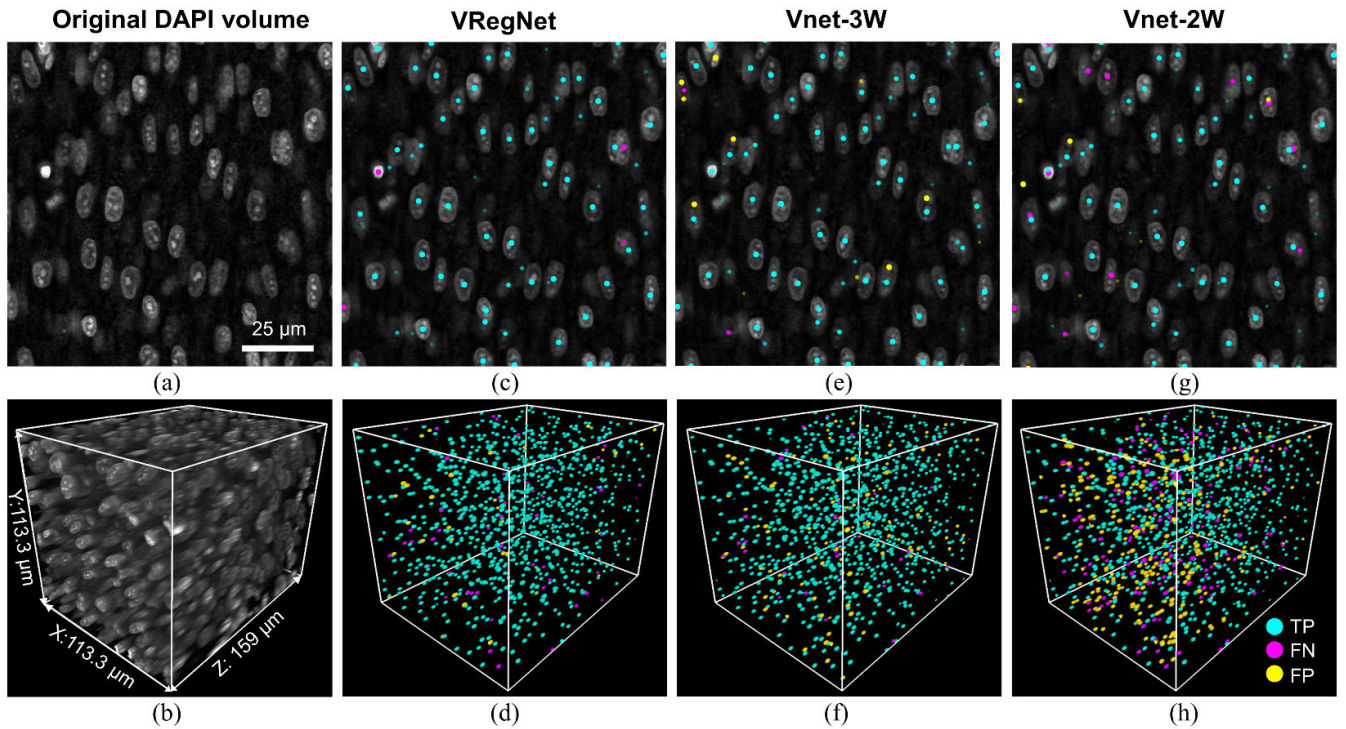 Original DAPI volume
VRegNet
Vnet-3W
Vnet-2W
25 μm
(a)
(c)
(e)
(g)
Y:113.3 μm
X:113.3 μm
Z: 159 μm
TP
FN
FP
(b)
(d)
(f)
(h)